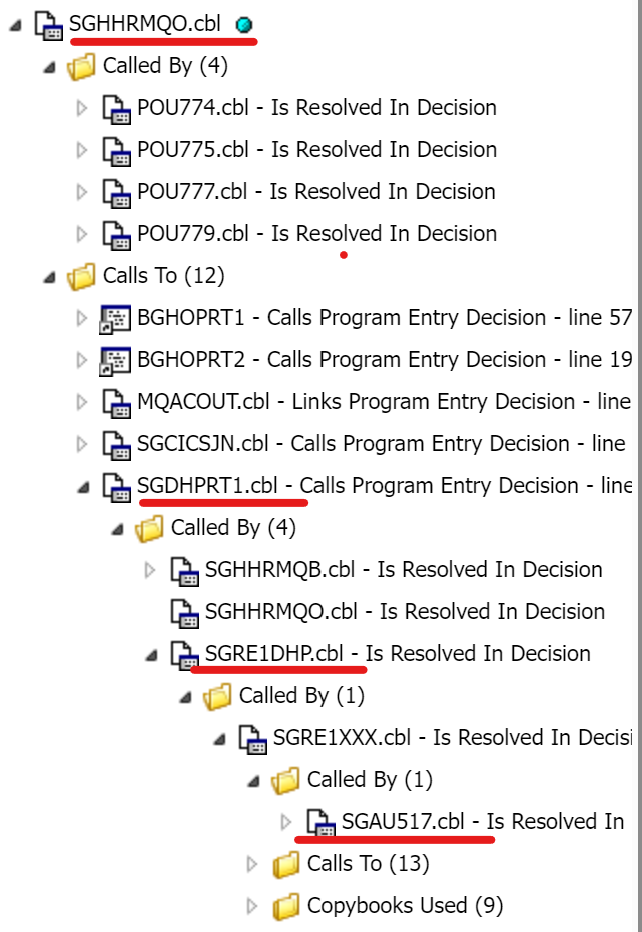 SGHHRMQO.cbl
Called By (4)
POU774.cbl - Is Resolved In Decision
POU775.cbl - Is Resolved In Decision
POU777.cbl - Is Resolved In Decision
POU779.cbl - Is Resolved In Decision
Calls To (12)
BGHOPRT1 - Calls Program Entry Decision - line 57
BGHOPRT2 - Calls Program Entry Decision - line 19
MQACOUT.cbl - Links Program Entry Decision - line
SGCICSJN.cbl - Calls Program Entry Decision - line
SGDHPRT1.cbl - Calls Program Entry Decision - line
Called By (4)
SGHHRMQB.cbl - Is Resolved In Decision
SGHHRMQO.cbl - Is Resolved In Decision
SGRE1DHP.cbl - Is Resolved In Decision
Called By (1)
SGRE1XXX.cbl - Is Resolved In Decisi
Called By (1)
SGAU517.cbl - Is Resolved In
Calls To (13)
Copybooks Used (9)